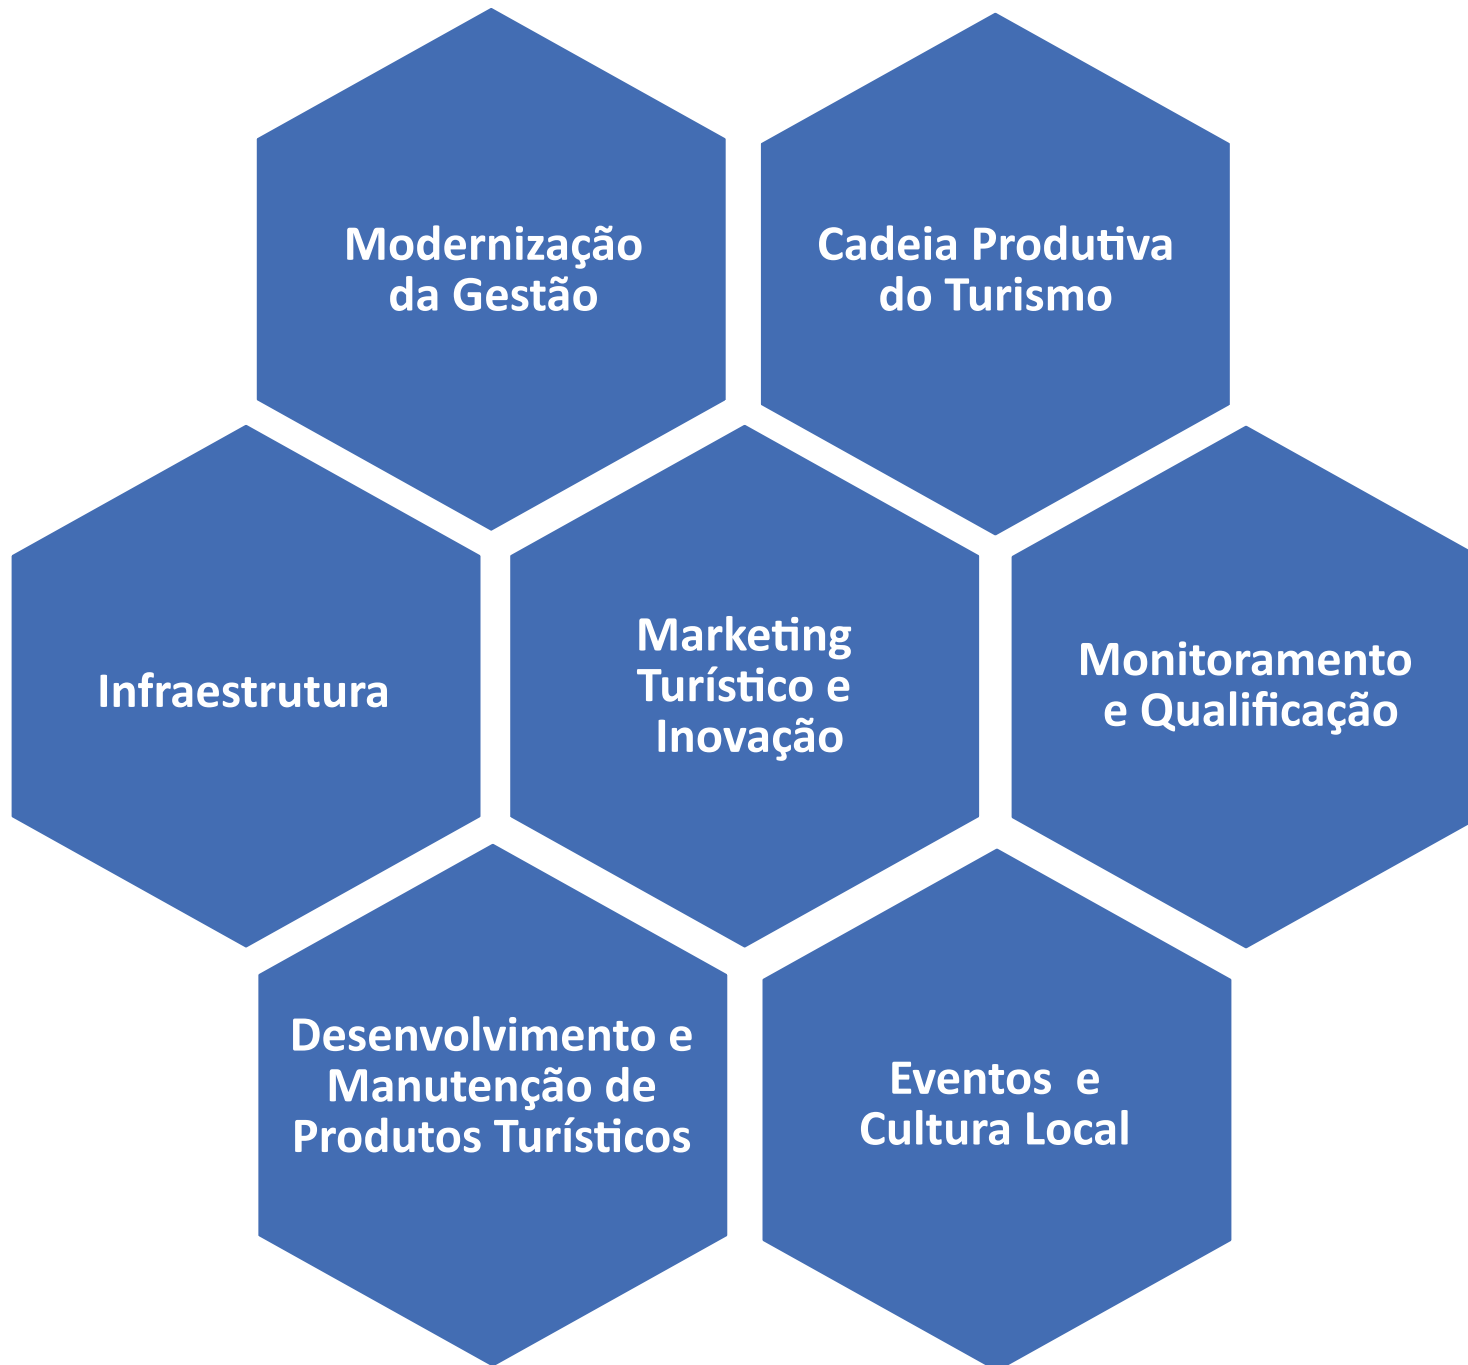 Modernização
da Gestão
Cadeia Produtiva
do Turismo
Infraestrutura
Marketing
Turístico e
Inovação
Monitoramento
e Qualificação
Desenvolvimento e
Manutenção de
Produtos Turísticos
Eventos e
Cultura Local